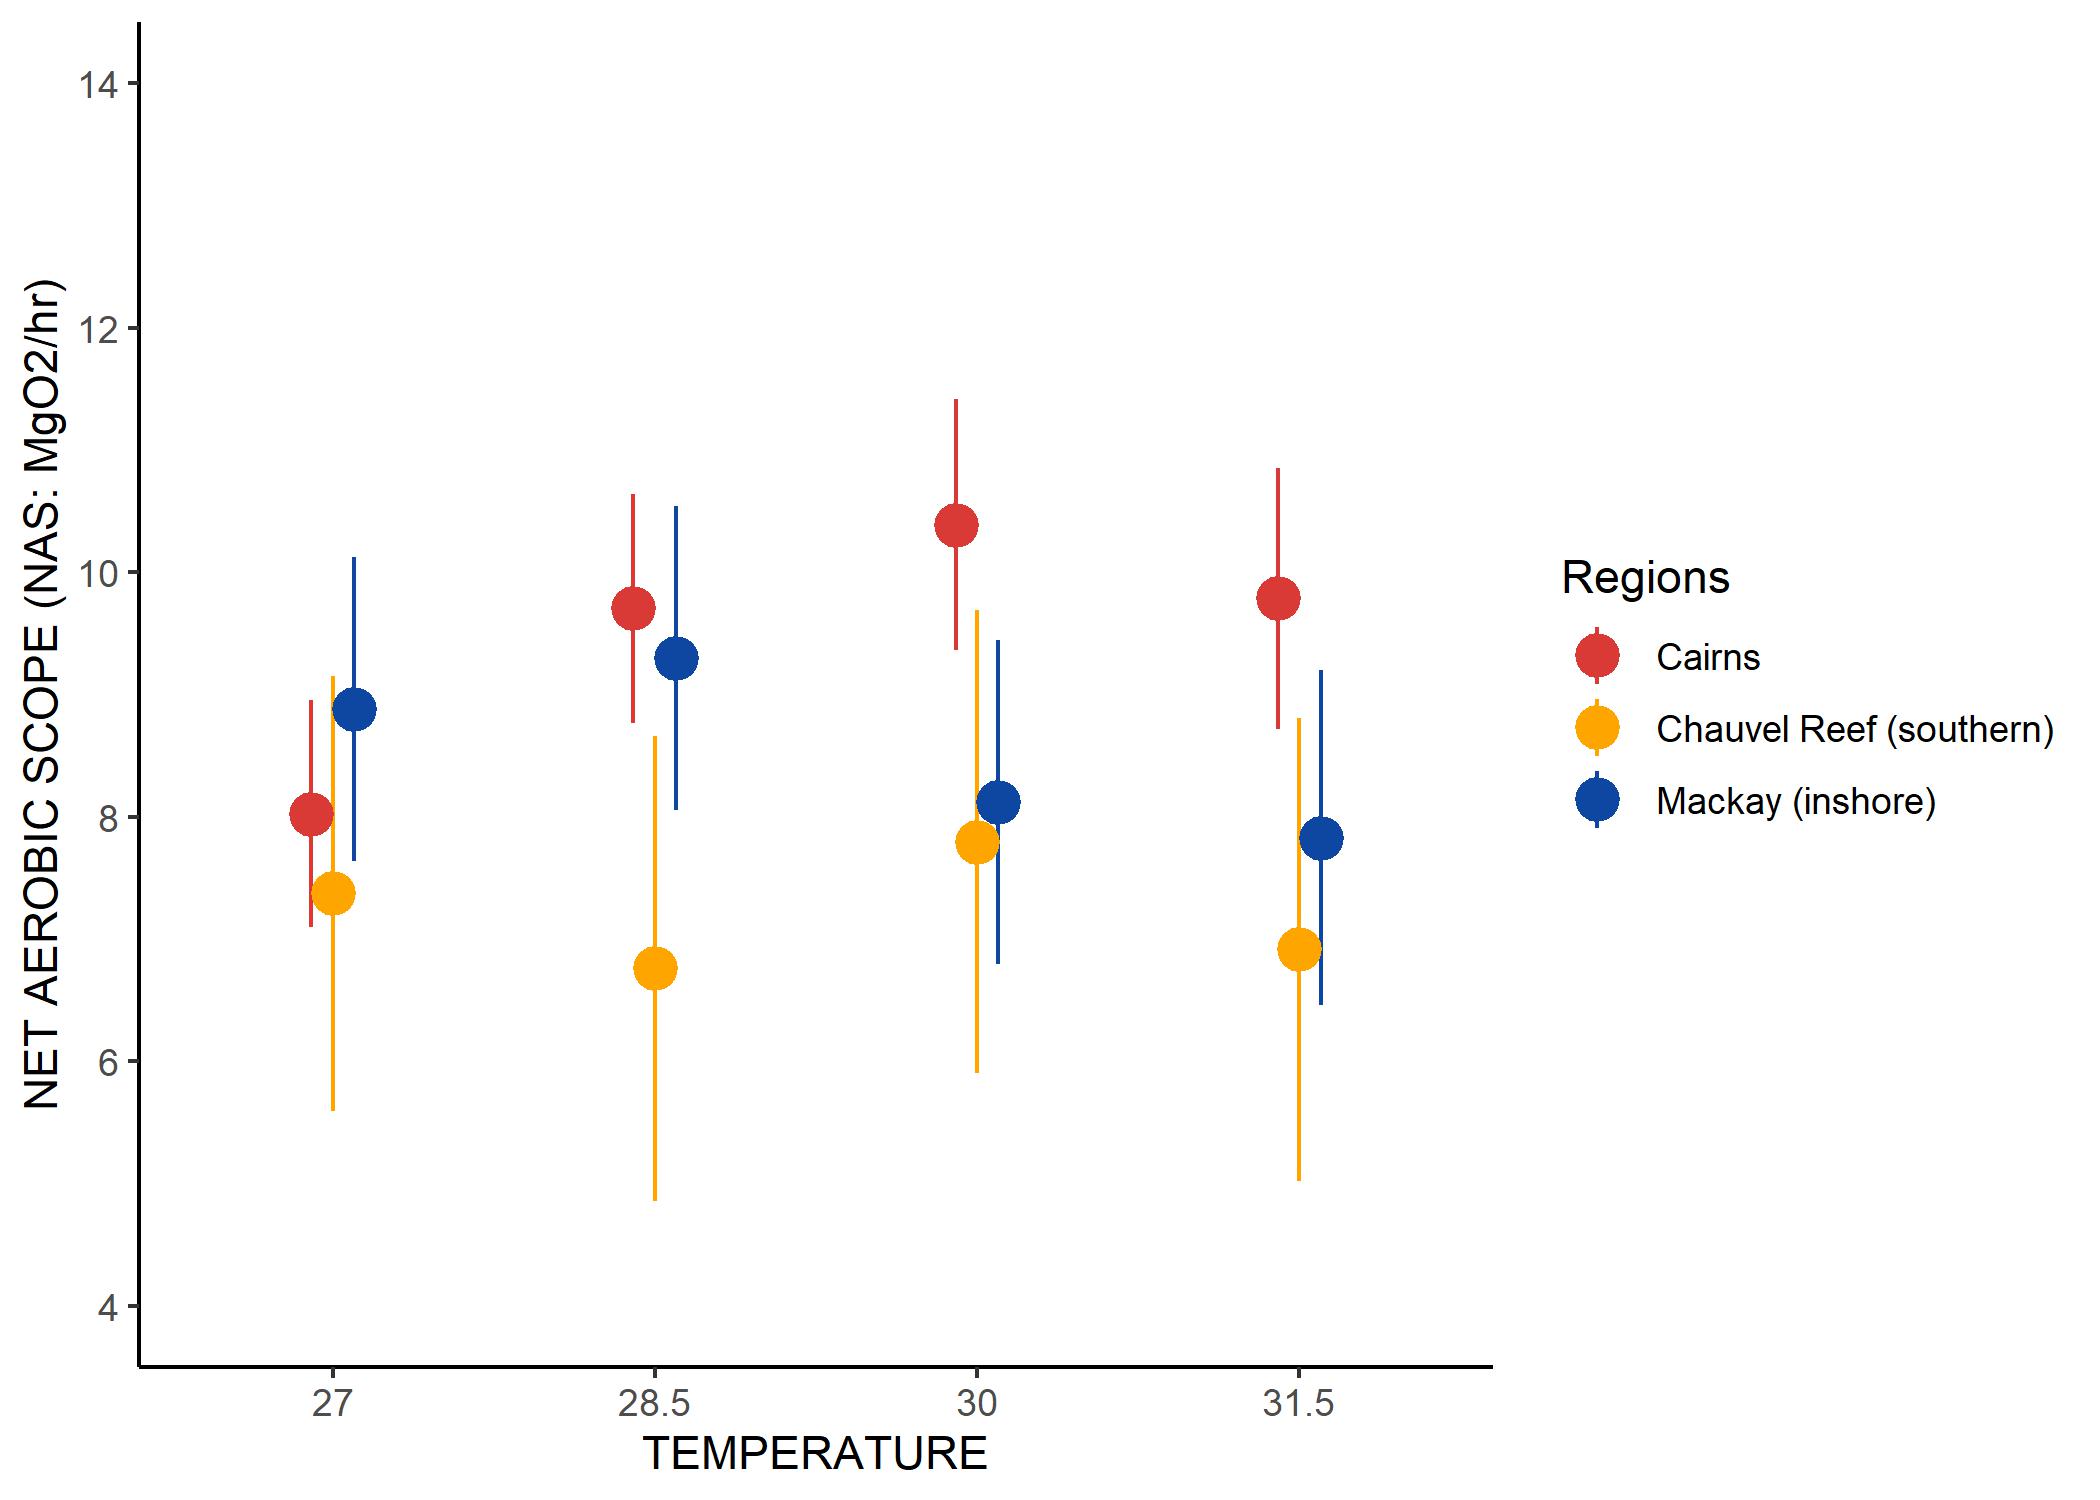 NET AEROBIC SCOPE (NAS: MgO2/hr)
14
12
10
8
6
4
27 28.5 30 31.5
TEMPERATURE
Regions
Cairns
Chauvel Reef (southern)
Mackay (inshore)